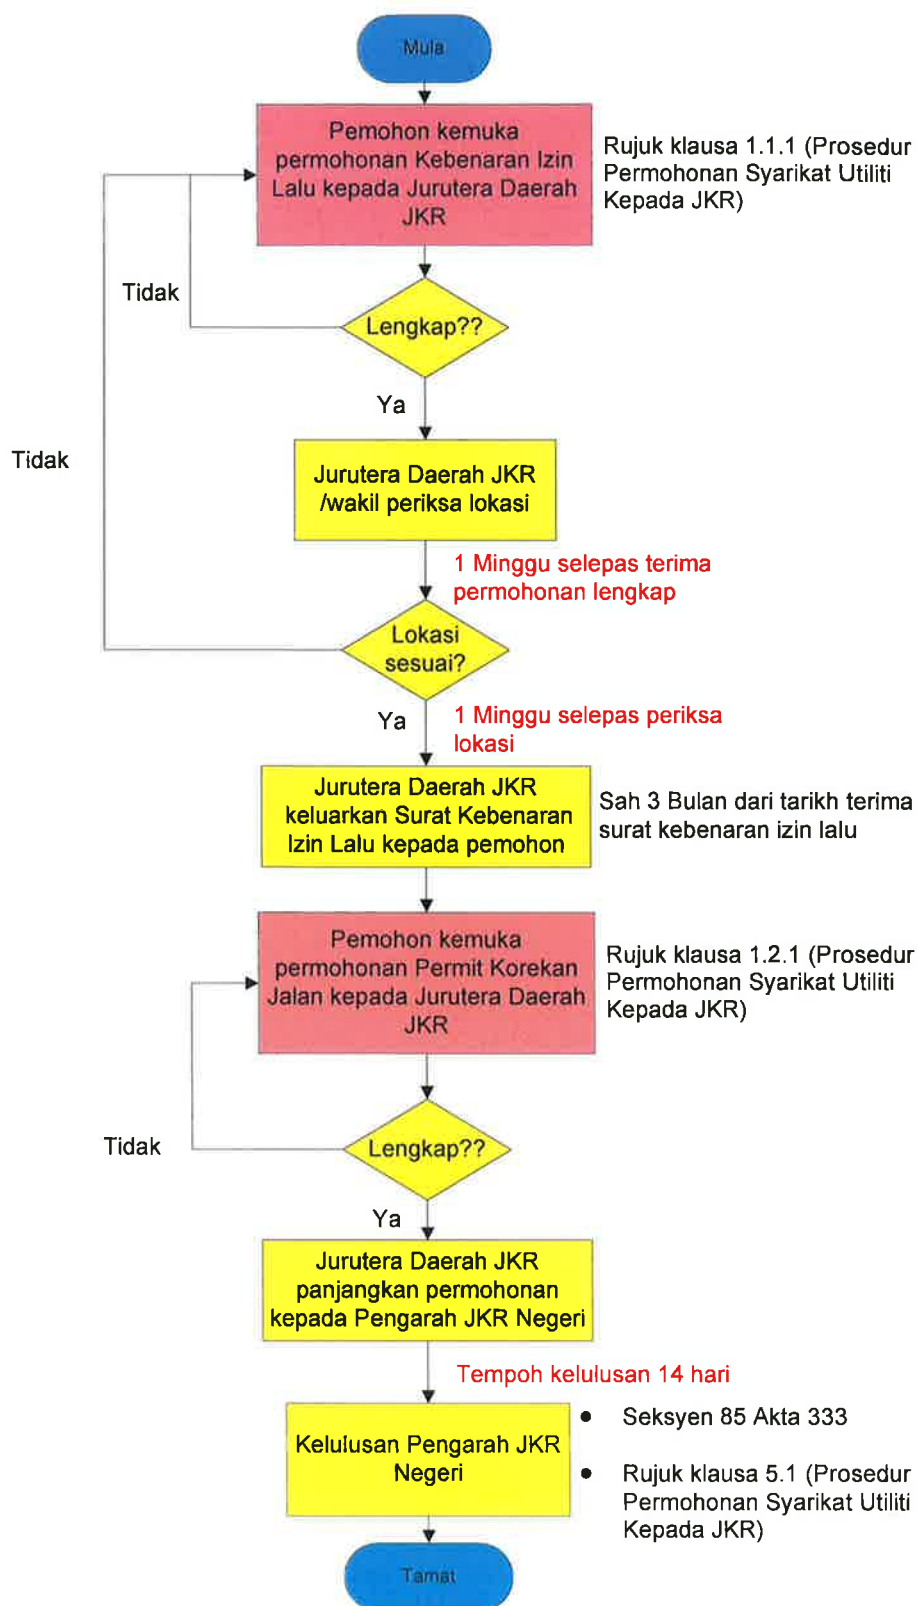 Mula
Pemohon kemuka
permohonan Kebenaran Izin
Lalu kepada Jurutera Daerah
JKR
Rujuk klausa 1.1.1 (Prosedur
Permohonan Syarikat Utiliti
Kepada JKR)
Tidak
Lengkap??
Ya
Tidak
Jurutera Daerah JKR
/wakil periksa lokasi
1 Minggu selepas terima
permohonan lengkap
Lokasi
sesuai?
Ya
1 Minggu selepas periksa
lokasi
Jurutera Daerah JKR
keluarkan Surat Kebenaran
Izin Lalu kepada pemohon
Sah 3 Bulan dari tarikh terima
surat kebenaran izin lalu
Pemohon kemuka
permohonan Permit Korekan
Jalan kepada Jurutera Daerah
JKR
Rujuk klausa 1.2.1 (Prosedur
Permohonan Syarikat Utiliti
Kepada JKR)
Tidak
Lengkap??
Ya
Jurutera Daerah JKR
panjangkan permohonan
kepada Pengarah JKR Negeri
Tempoh kelulusan 14 hari
Kelulusan Pengarah JKR
Negeri
• Seksyen 85 Akta 333
• Rujuk klausa 5.1 (Prosedur
Permohonan Syarikat Utiliti
Kepada JKR)
Tamat